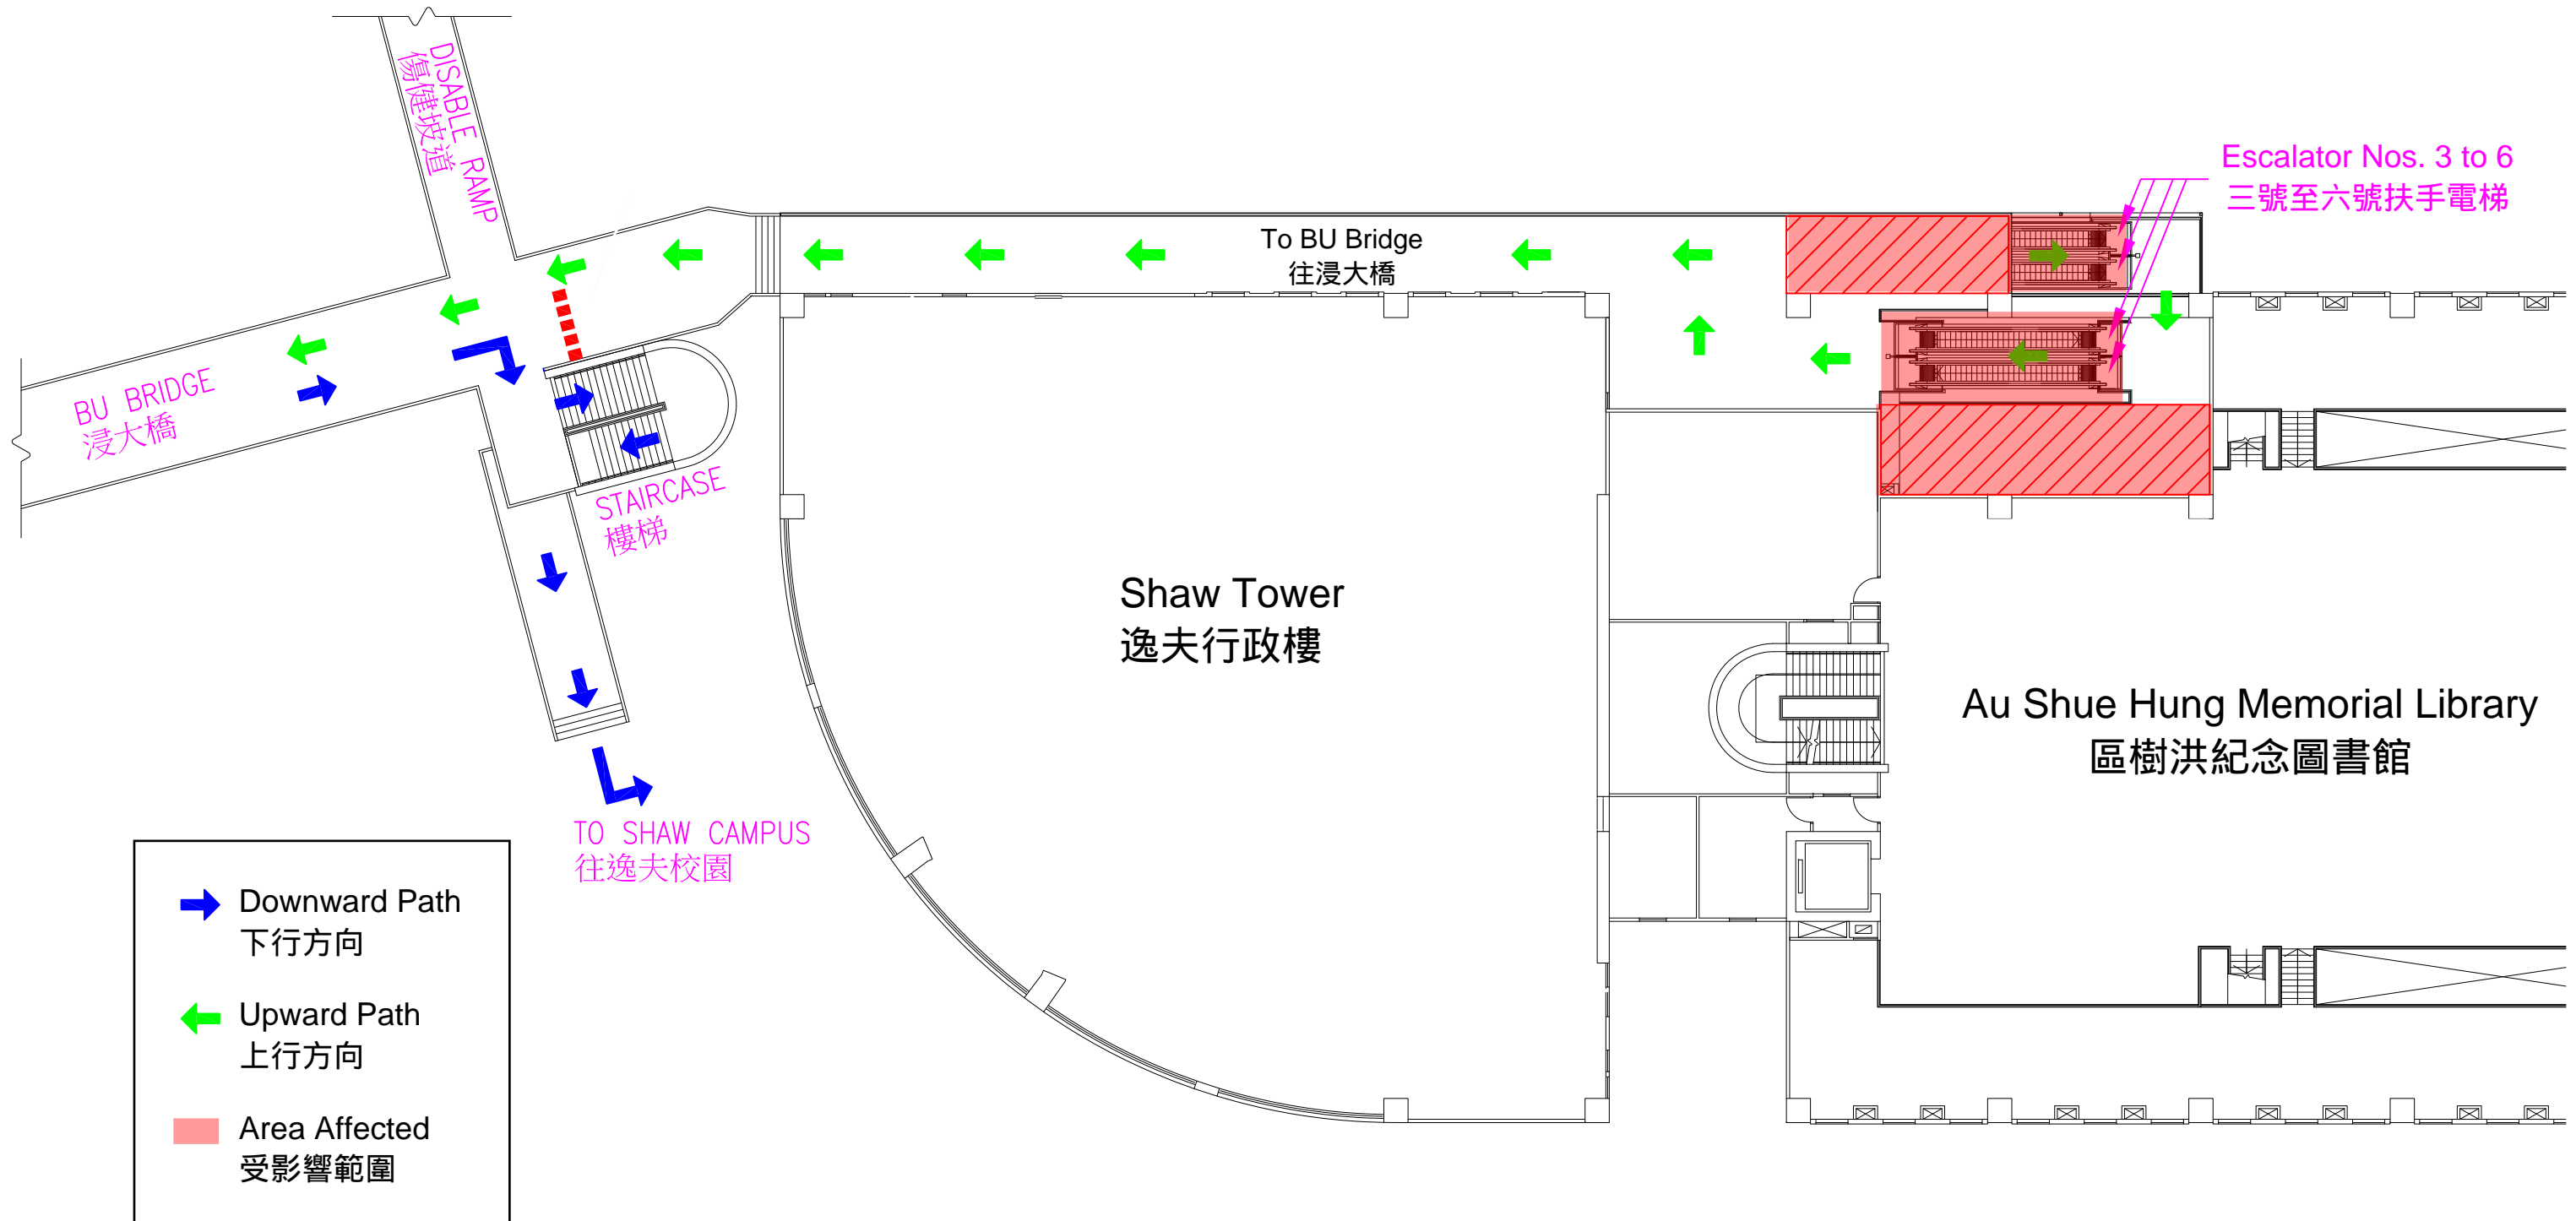 DISABLE RAMP
傷健坡道
Escalator Nos. 3 to 6
三號至六號扶手電梯
To BU Bridge
往浸大橋
BU BRIDGE
浸大橋
STAIRCASE
樓梯
Shaw Tower
逸夫行政樓
Au Shue Hung Memorial Library
區樹洪紀念圖書館
TO SHAW CAMPUS
往逸夫校園
Downward Path
下行方向
Upward Path
上行方向
Area Affected
受影響範圍